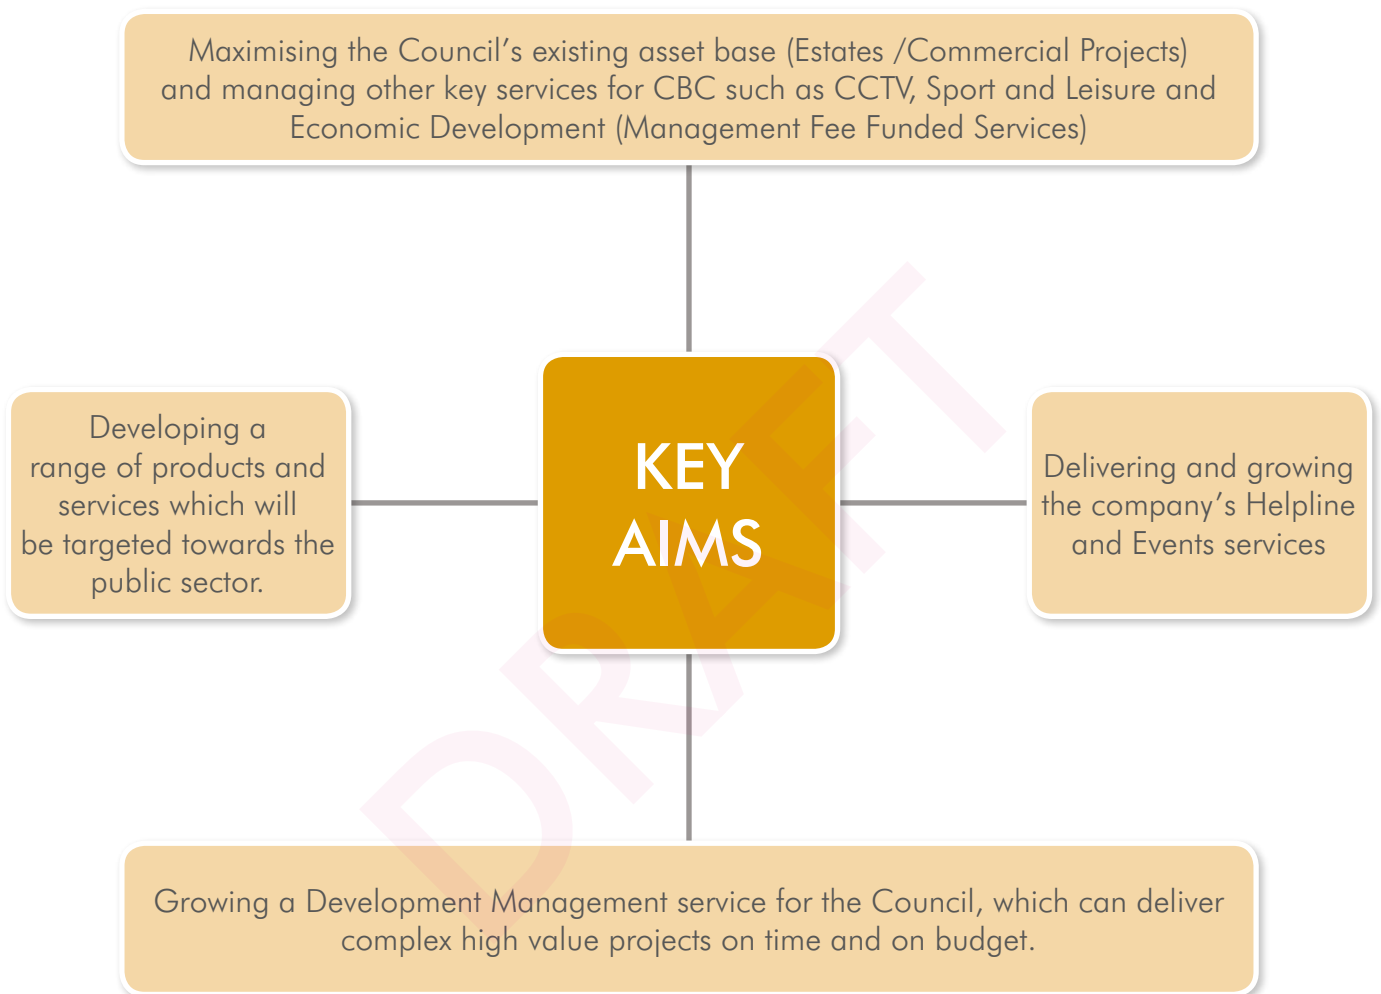 Maximising the Council’s existing asset base (Estates /Commercial Projects)
and managing other key services for CBC such as CCTV, Sport and Leisure and
Economic Development (Management Fee Funded Services)
Developing a
range of products and
services which will
be targeted towards the
public sector.
KEY
AIMS
Delivering and growing
the company’s Helpline
and Events services
Growing a Development Management service for the Council, which can deliver
complex high value projects on time and on budget.
DRAFT